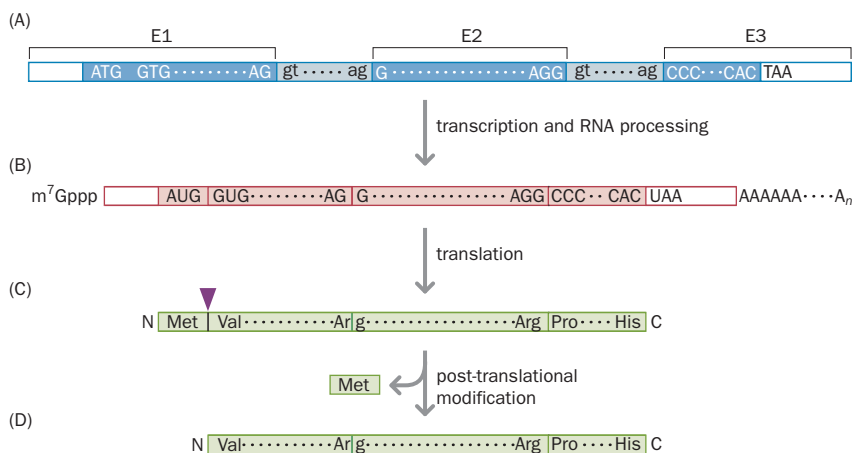 (A)
E1 E2 E3
ATG GTG·········AG gt·····ag G················AGG gt·····ag CCC···CAC TAA
transcription and RNA processing
(B)
m⁷Gppp AUG GUG·········AG G················AGG CCC··CAC UAA AAAAAA····Aₙ
translation
(C)
N Met Val··········Ar g················Arg Pro····His C
Met
post-translational
modification
(D)
N Val··········Ar g················Arg Pro····His C